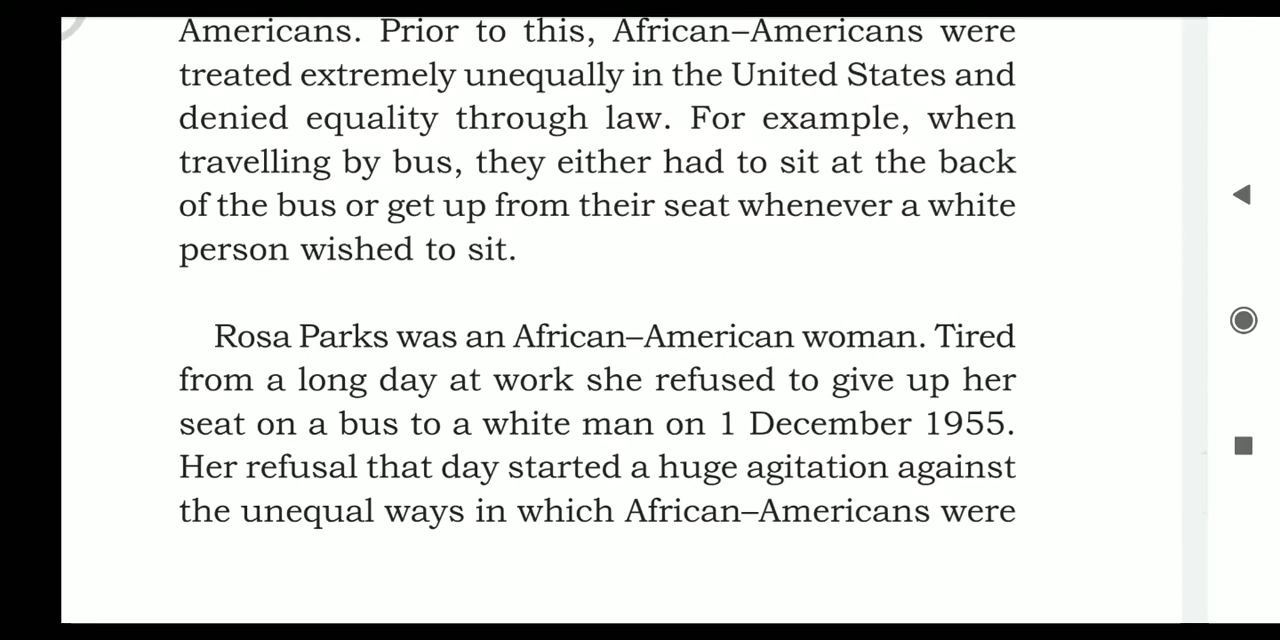 Americans. Prior to this, African–Americans were
treated extremely unequally in the United States and
denied equality through law. For example, when
travelling by bus, they either had to sit at the back
of the bus or get up from their seat whenever a white
person wished to sit.
Rosa Parks was an African–American woman. Tired
from a long day at work she refused to give up her
seat on a bus to a white man on 1 December 1955.
Her refusal that day started a huge agitation against
the unequal ways in which African–Americans were